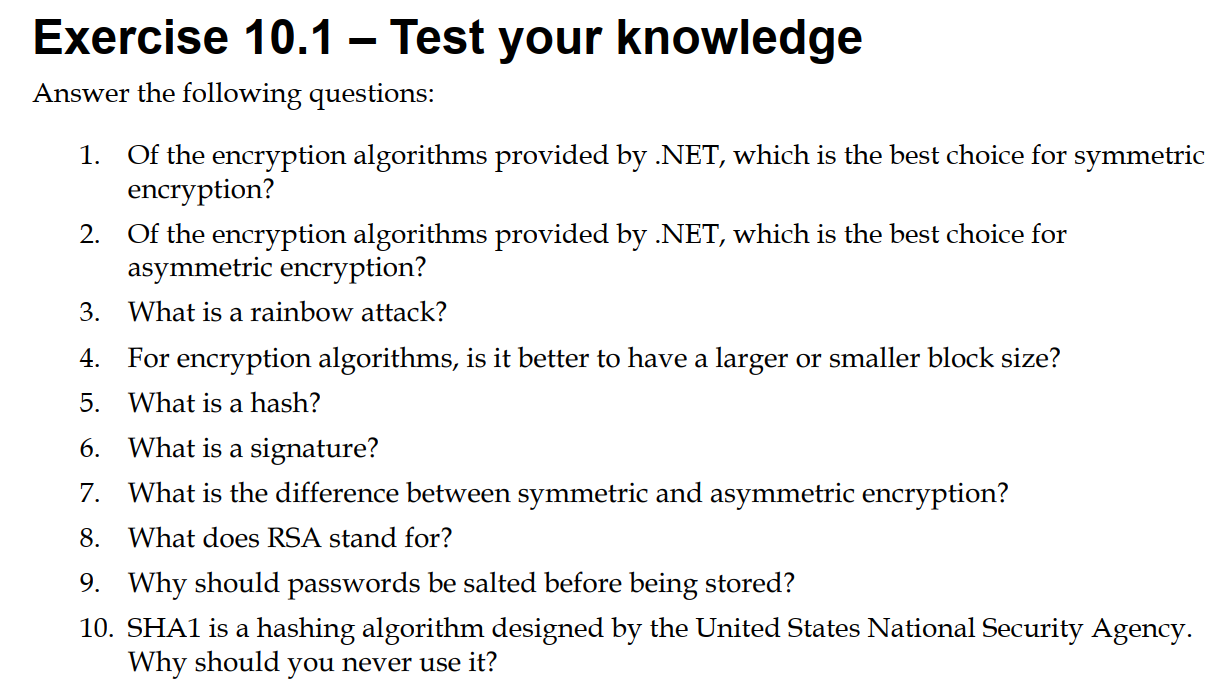 Exercise 10.1 – Test your knowledge
Answer the following questions:
1. Of the encryption algorithms provided by .NET, which is the best choice for symmetric
encryption?
2. Of the encryption algorithms provided by .NET, which is the best choice for
asymmetric encryption?
3. What is a rainbow attack?
4. For encryption algorithms, is it better to have a larger or smaller block size?
5. What is a hash?
6. What is a signature?
7. What is the difference between symmetric and asymmetric encryption?
8. What does RSA stand for?
9. Why should passwords be salted before being stored?
10. SHA1 is a hashing algorithm designed by the United States National Security Agency.
Why should you never use it?